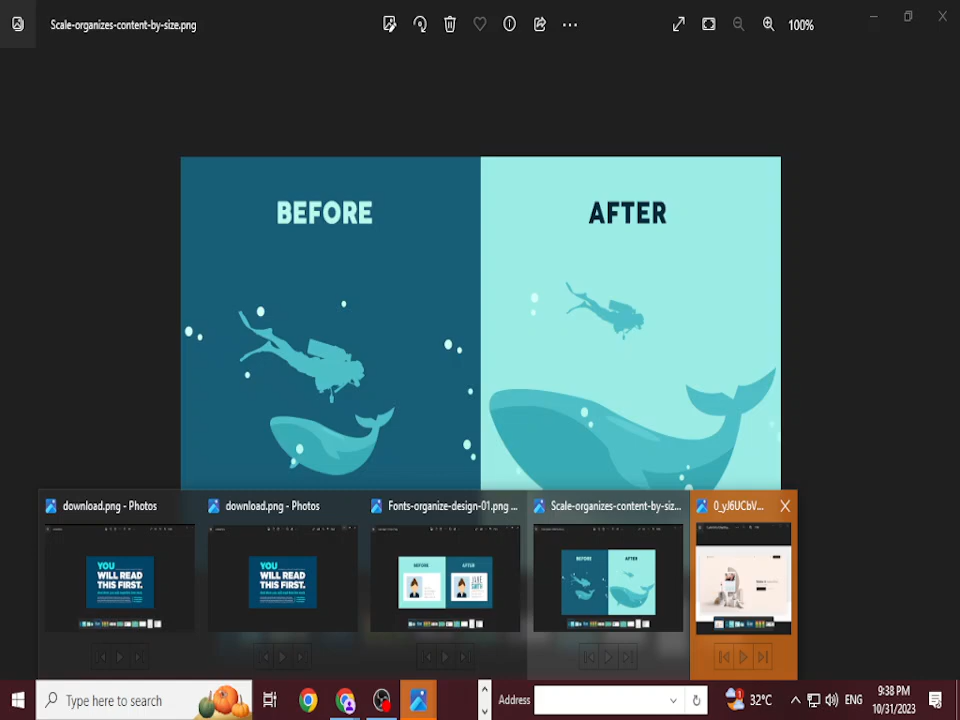 Scale-organizes-content-by-size.png
100%
BEFORE
AFTER
download.png - Photos
download.png - Photos
Fonts-organize-design-01.png ...
Scale-organizes-content-by-siz...
0_yJ6UCbV...
YOU
WILL READ
THIS FIRST.
YOU
WILL READ
THIS FIRST.
BEFORE
AFTER
BEFORE
AFTER
Type here to search
Address
32°C
ENG
9:38 PM
10/31/2023